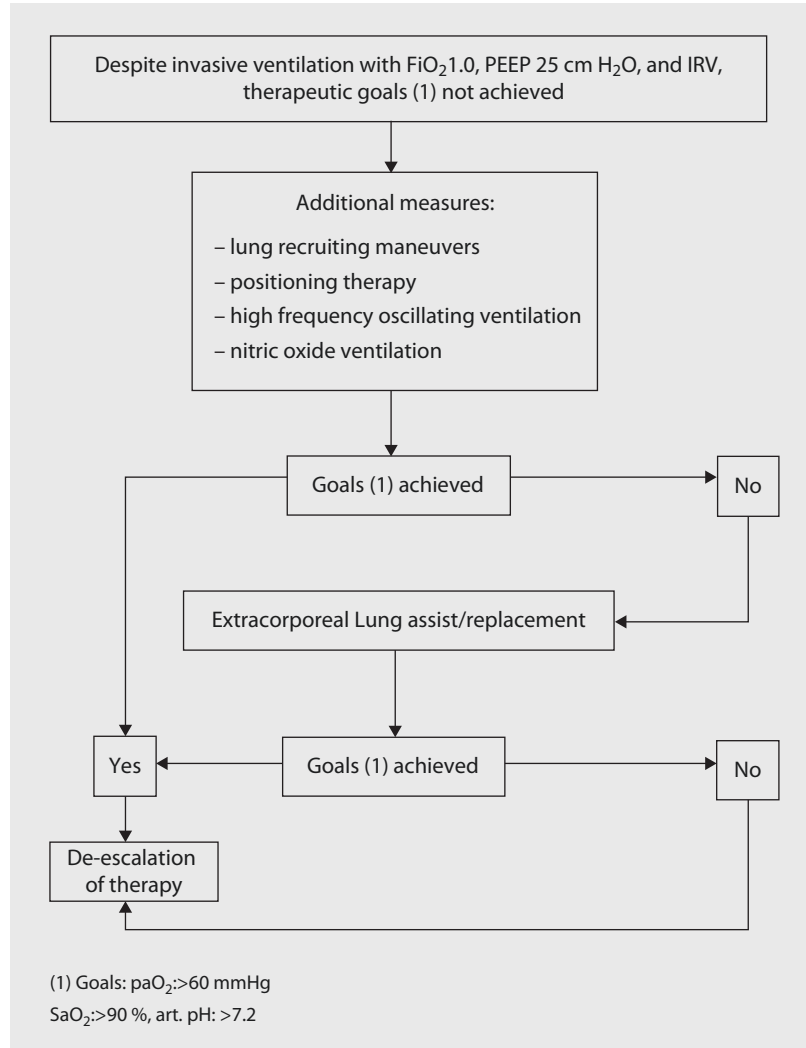 Despite invasive ventilation with FiO₂1.0, PEEP 25 cm H₂O, and IRV,
therapeutic goals (1) not achieved
Additional measures:
– lung recruiting maneuvers
– positioning therapy
– high frequency oscillating ventilation
– nitric oxide ventilation
Goals (1) achieved
No
Extracorporeal Lung assist/replacement
Yes
Goals (1) achieved
No
De-escalation
of therapy
(1) Goals: paO₂:>60 mmHg
SaO₂:>90 %, art. pH: >7.2